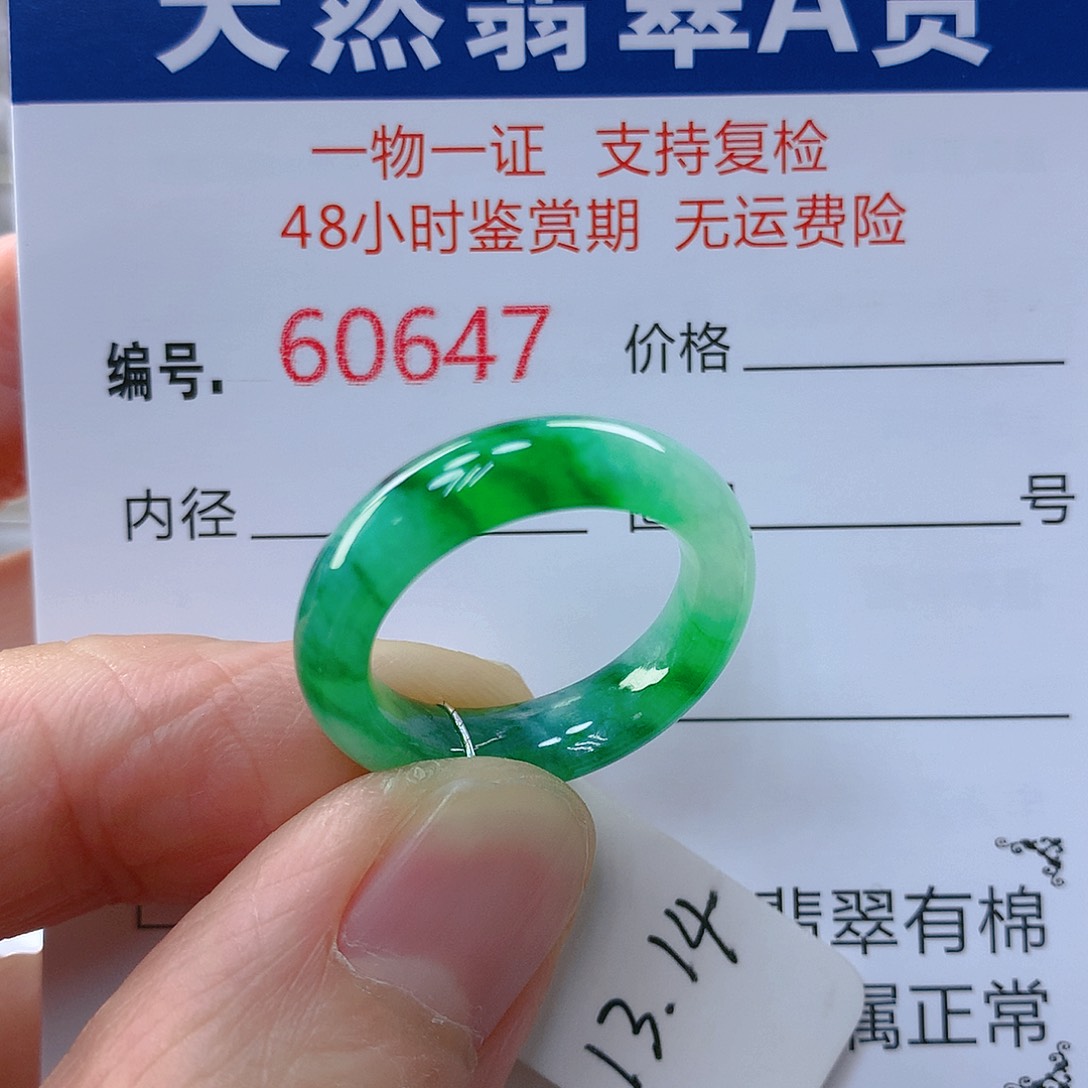 天然翡翠A货
一物一证 支持复检
48小时鉴赏期 无运费险
编号. 60647 价格
内径 号
翡翠有棉
属正常
13.14